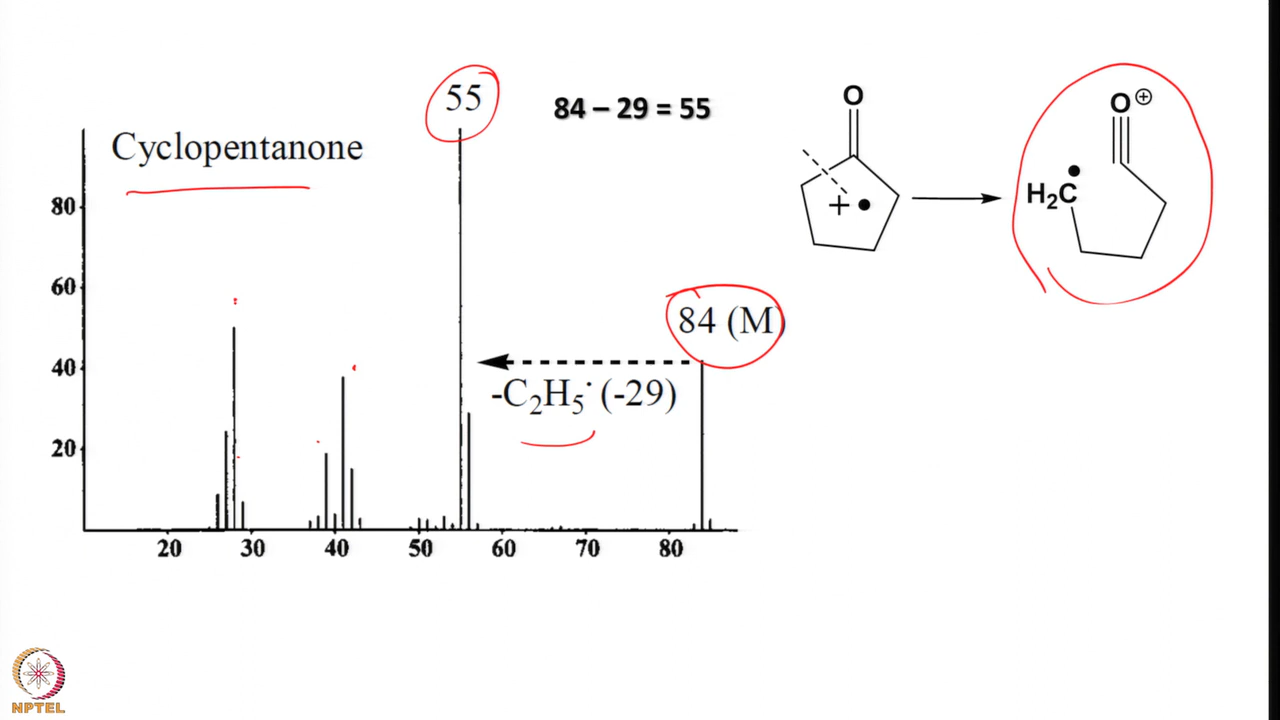 55
84 – 29 = 55
Cyclopentanone
O
O⊕
H₂C
+ •
84 (M)
-C₂H₅· (-29)
80
60
40
20
20 30 40 50 60 70 80
NPTEL